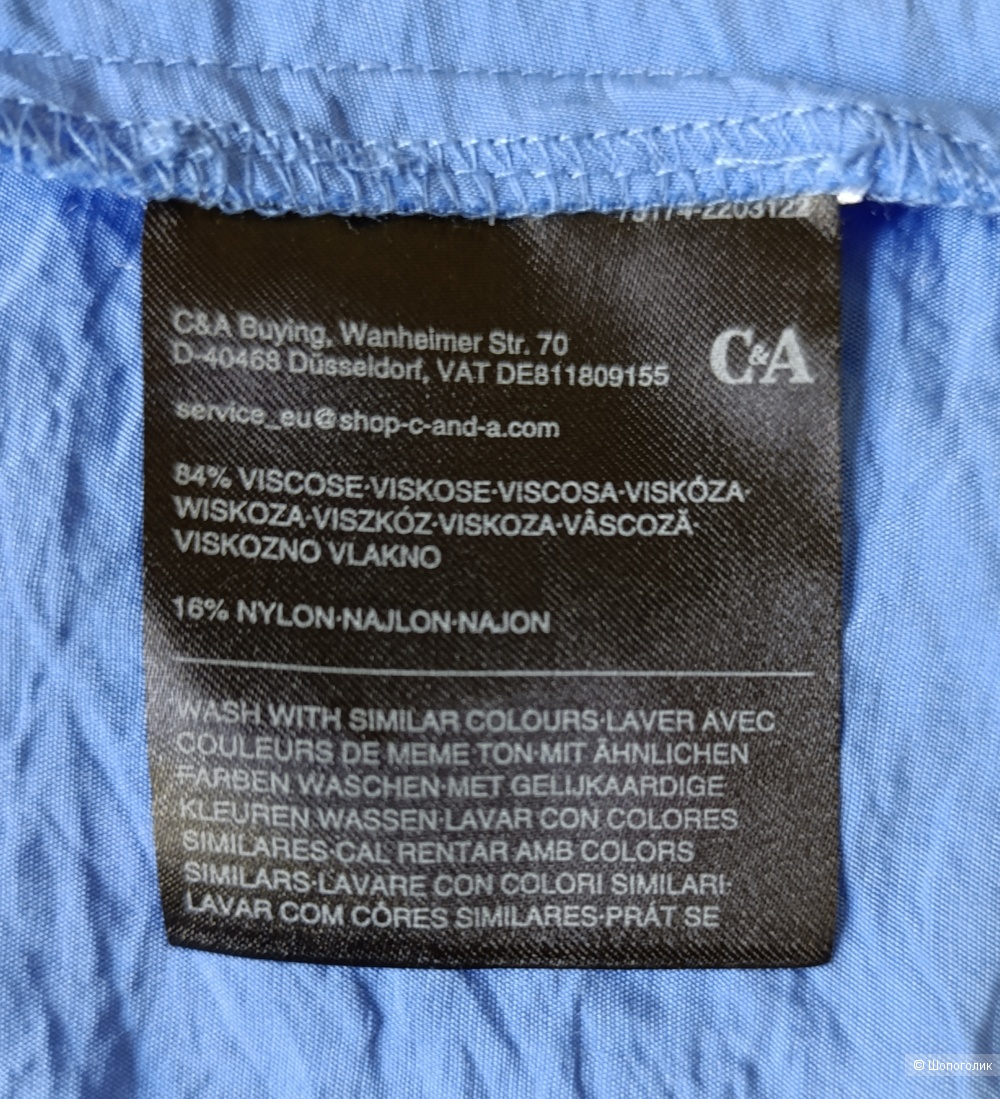 C&A Buying, Wanheimer Str. 70
D-40468 Düsseldorf, VAT DE811809155
C&A
service_eu@shop-c-and-a.com
84% VISCOSE·VISKOSE·VISCOSA·VISKÓZA·
WISKOZA·VISZKÓZ·VISKOZA·VÂSCOZĂ·
VISKOZNO VLAKNO
16% NYLON·NAJLON·NAJON
WASH WITH SIMILAR COLOURS·LAVER AVEC
COULEURS DE MEME TON·MIT ÄHNLICHEN
FARBEN WASCHEN·MET GELIJKAARDIGE
KLEUREN WASSEN·LAVAR CON COLORES
SIMILARES·CAL RENTAR AMB COLORS
SIMILARS·LAVARE CON COLORI SIMILARI·
LAVAR COM CÔRES SIMILARES·PRÁT SE
© Шопоголик